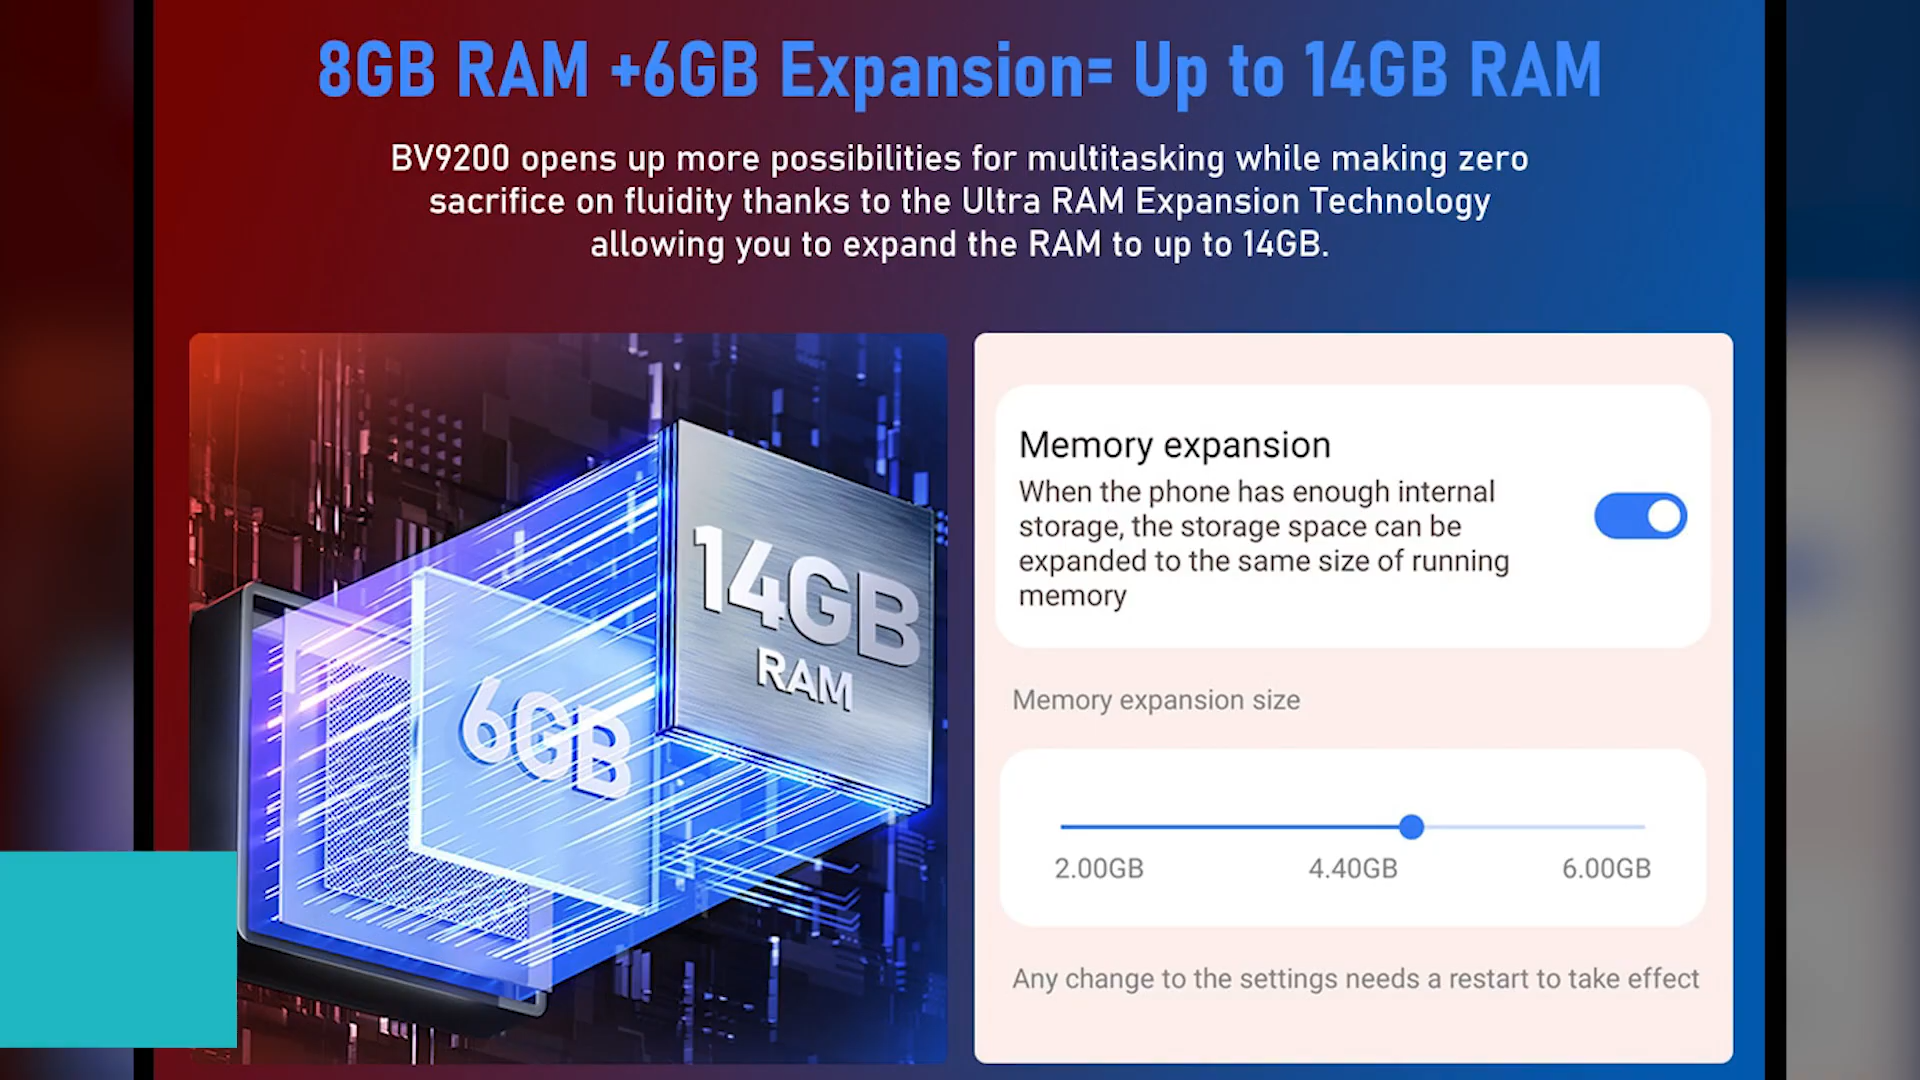 8GB RAM +6GB Expansion= Up to 14GB RAM
BV9200 opens up more possibilities for multitasking while making zero
sacrifice on fluidity thanks to the Ultra RAM Expansion Technology
allowing you to expand the RAM to up to 14GB.
14GB
RAM
6GB
Memory expansion
When the phone has enough internal
storage, the storage space can be
expanded to the same size of running
memory
Memory expansion size
2.00GB 4.40GB 6.00GB
Any change to the settings needs a restart to take effect